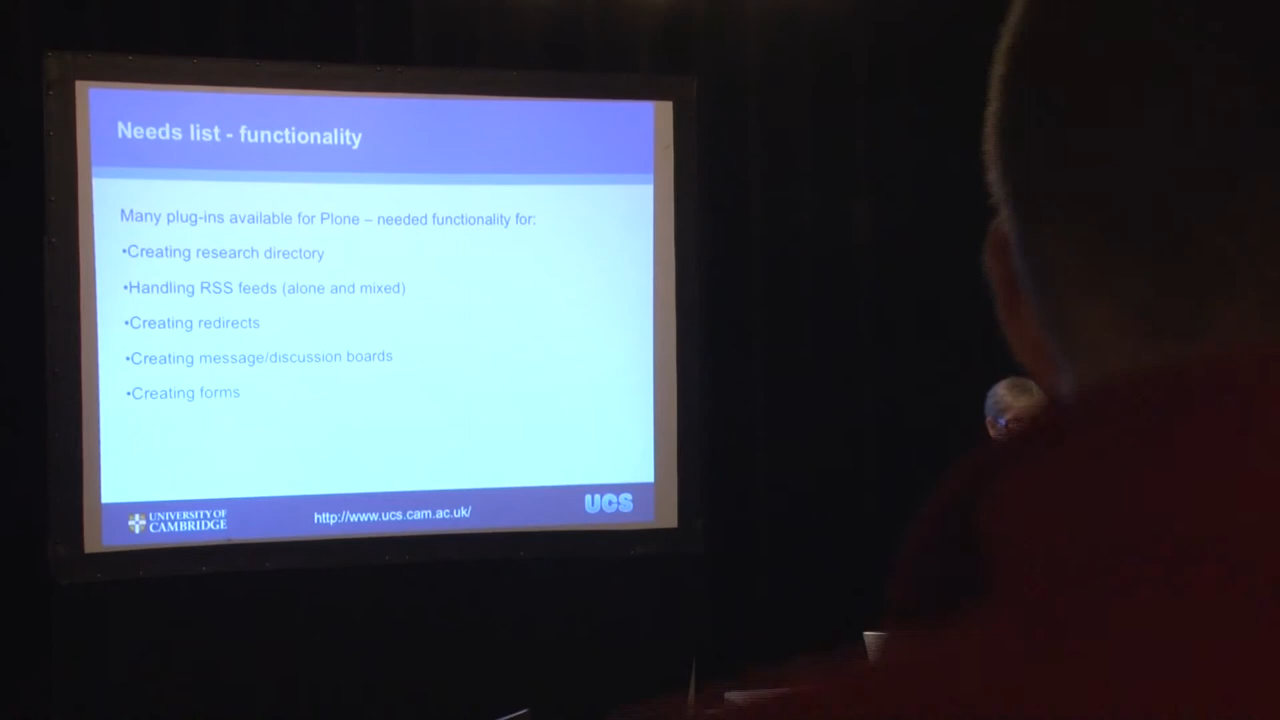 Needs list - functionality
Many plug-ins available for Plone – needed functionality for:
•Creating research directory
•Handling RSS feeds (alone and mixed)
•Creating redirects
•Creating message/discussion boards
•Creating forms
UNIVERSITY OF
CAMBRIDGE
http://www.ucs.cam.ac.uk/
UCS